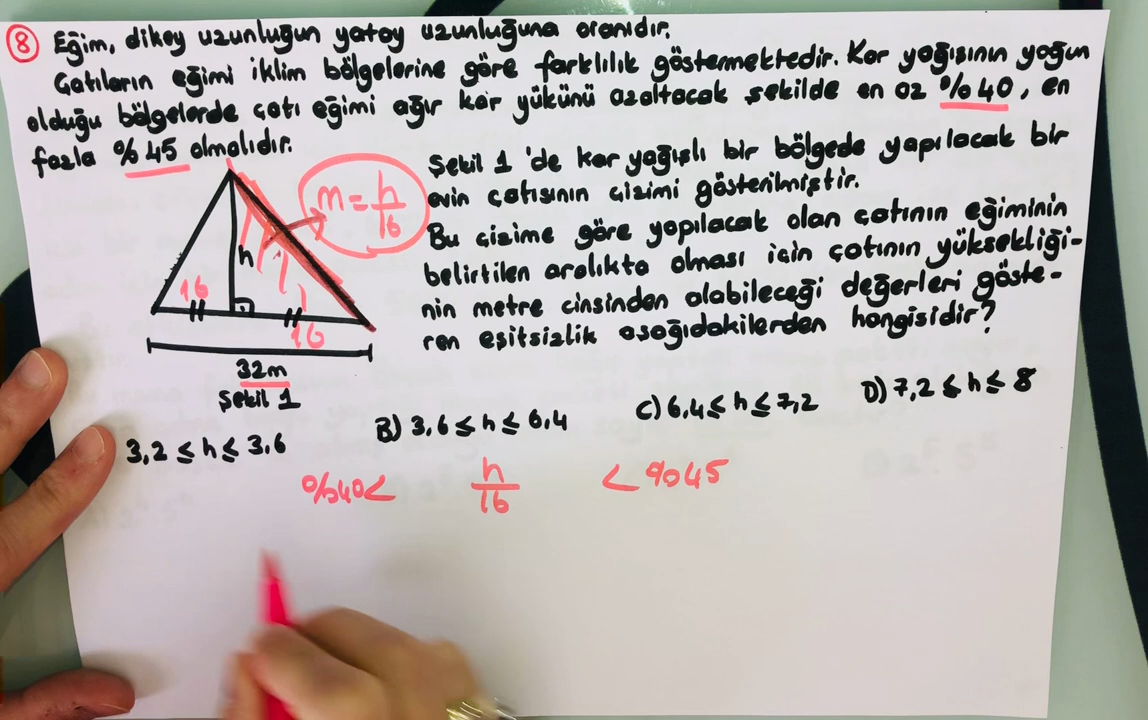 8 Eğim, dikey uzunluğun yatay uzunluğuna oranıdır.
Çatıların eğimi iklim bölgelerine göre farklılık göstermektedir. Kar yağışının yoğun
olduğu bölgelerde çatı eğimi ağır kar yükünü azaltacak şekilde en az %40, en
fazla %45 olmalıdır.
Şekil 1'de kar yağışlı bir bölgede yapılacak bir
evin çatısının çizimi gösterilmiştir.
Bu çizime göre yapılacak olan çatının eğiminin
belirtilen aralıkta olması için çatının yüksekliği-
nin metre cinsinden olabileceği değerleri göste-
ren eşitsizlik aşağıdakilerden hangisidir?
m = h/16
h
16
16
32m
Şekil 1
3,2 ≤ h ≤ 3,6
B) 3,6 ≤ h ≤ 6,4
C) 6,4 ≤ h ≤ 7,2
D) 7,2 ≤ h ≤ 8
%40 < h/16 < %45